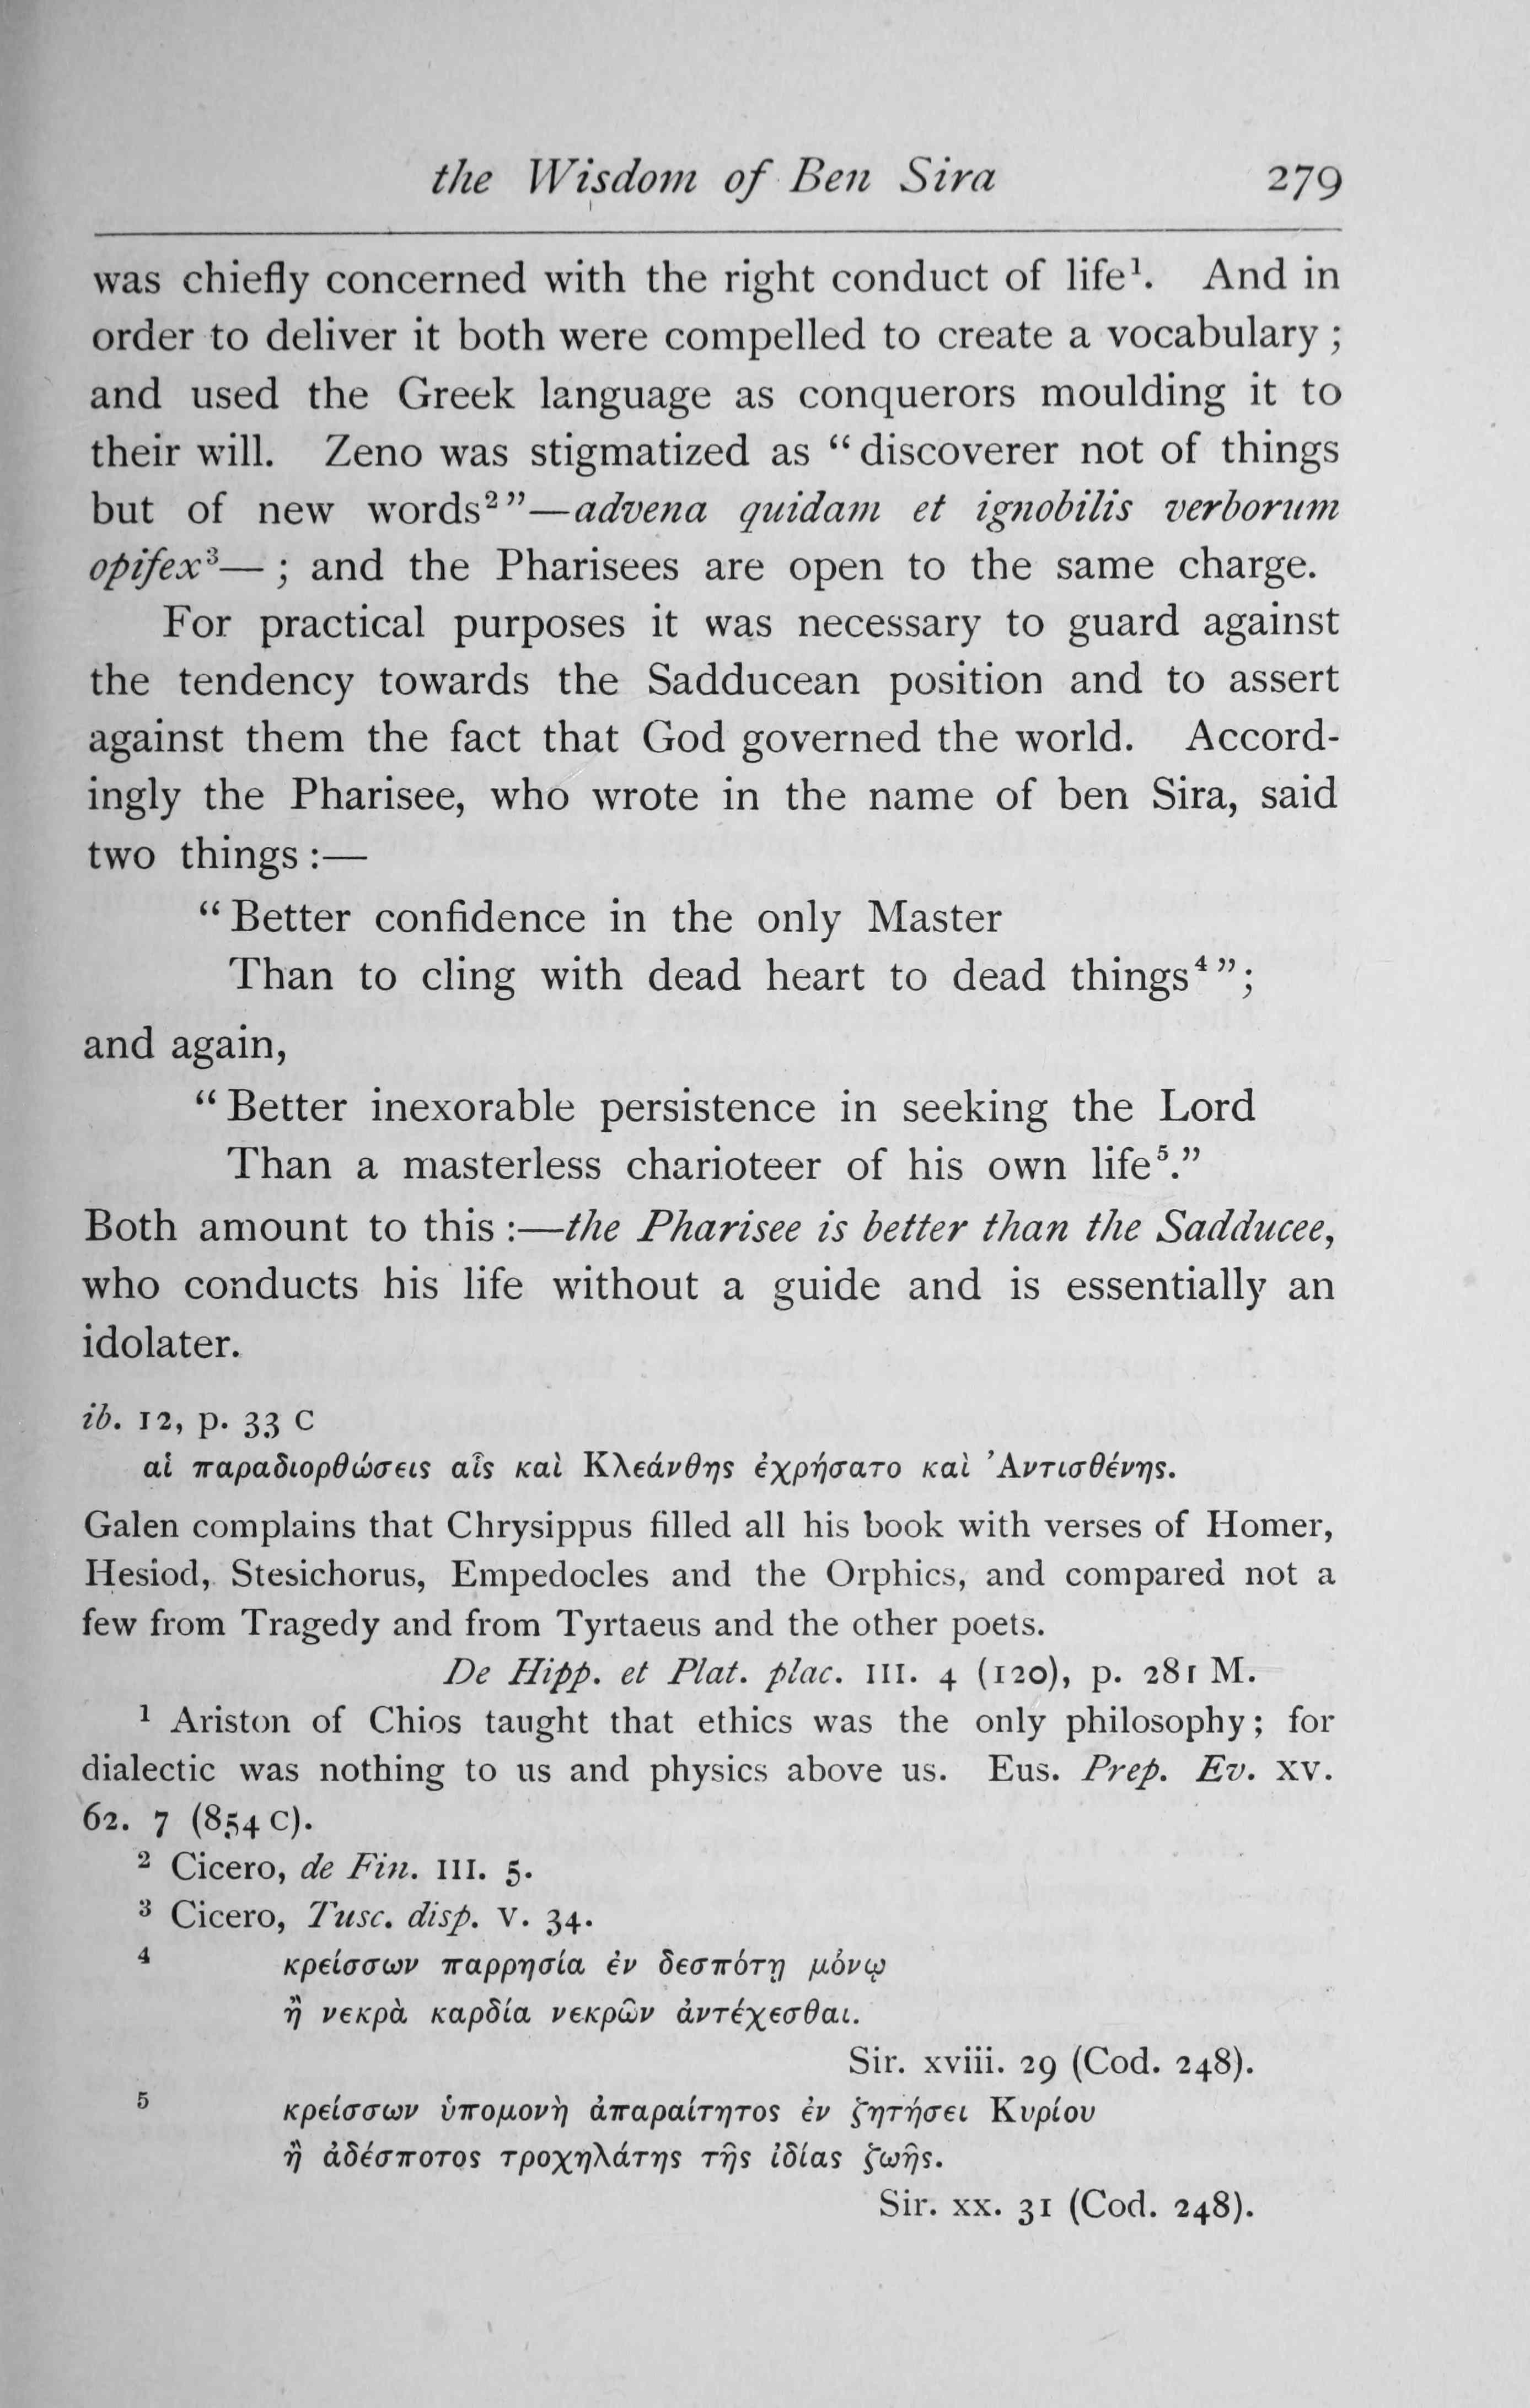 the Wisdom of Ben Sira 279
was chiefly concerned with the right conduct of life¹. And in
order to deliver it both were compelled to create a vocabulary ;
and used the Greek language as conquerors moulding it to
their will. Zeno was stigmatized as “discoverer not of things
but of new words²”—advena quidam et ignobilis verborum
opifex³— ; and the Pharisees are open to the same charge.
For practical purposes it was necessary to guard against
the tendency towards the Sadducean position and to assert
against them the fact that God governed the world. Accord-
ingly the Pharisee, who wrote in the name of ben Sira, said
two things :—
“Better confidence in the only Master
Than to cling with dead heart to dead things⁴”;
and again,
“Better inexorable persistence in seeking the Lord
Than a masterless charioteer of his own life⁵.”
Both amount to this :—the Pharisee is better than the Sadducee,
who conducts his life without a guide and is essentially an
idolater.
ib. 12, p. 33 C
αἱ παραδιορθώσεις αἷς καὶ Κλεάνθης ἐχρήσατο καὶ Ἀντισθένης.
Galen complains that Chrysippus filled all his book with verses of Homer,
Hesiod, Stesichorus, Empedocles and the Orphics, and compared not a
few from Tragedy and from Tyrtaeus and the other poets.
De Hipp. et Plat. plac. III. 4 (120), p. 281 M.
¹ Ariston of Chios taught that ethics was the only philosophy; for
dialectic was nothing to us and physics above us. Eus. Prep. Ev. XV.
62. 7 (854 C).
² Cicero, de Fin. III. 5.
³ Cicero, Tusc. disp. V. 34.
⁴ κρείσσων παρρησία ἐν δεσπότῃ μόνῳ
ἢ νεκρὰ καρδία νεκρῶν ἀντέχεσθαι.
Sir. xviii. 29 (Cod. 248).
⁵ κρείσσων ὑπομονὴ ἀπαραίτητος ἐν ζητήσει Κυρίου
ἢ ἀδέσποτος τροχηλάτης τῆς ἰδίας ζωῆς.
Sir. xx. 31 (Cod. 248).